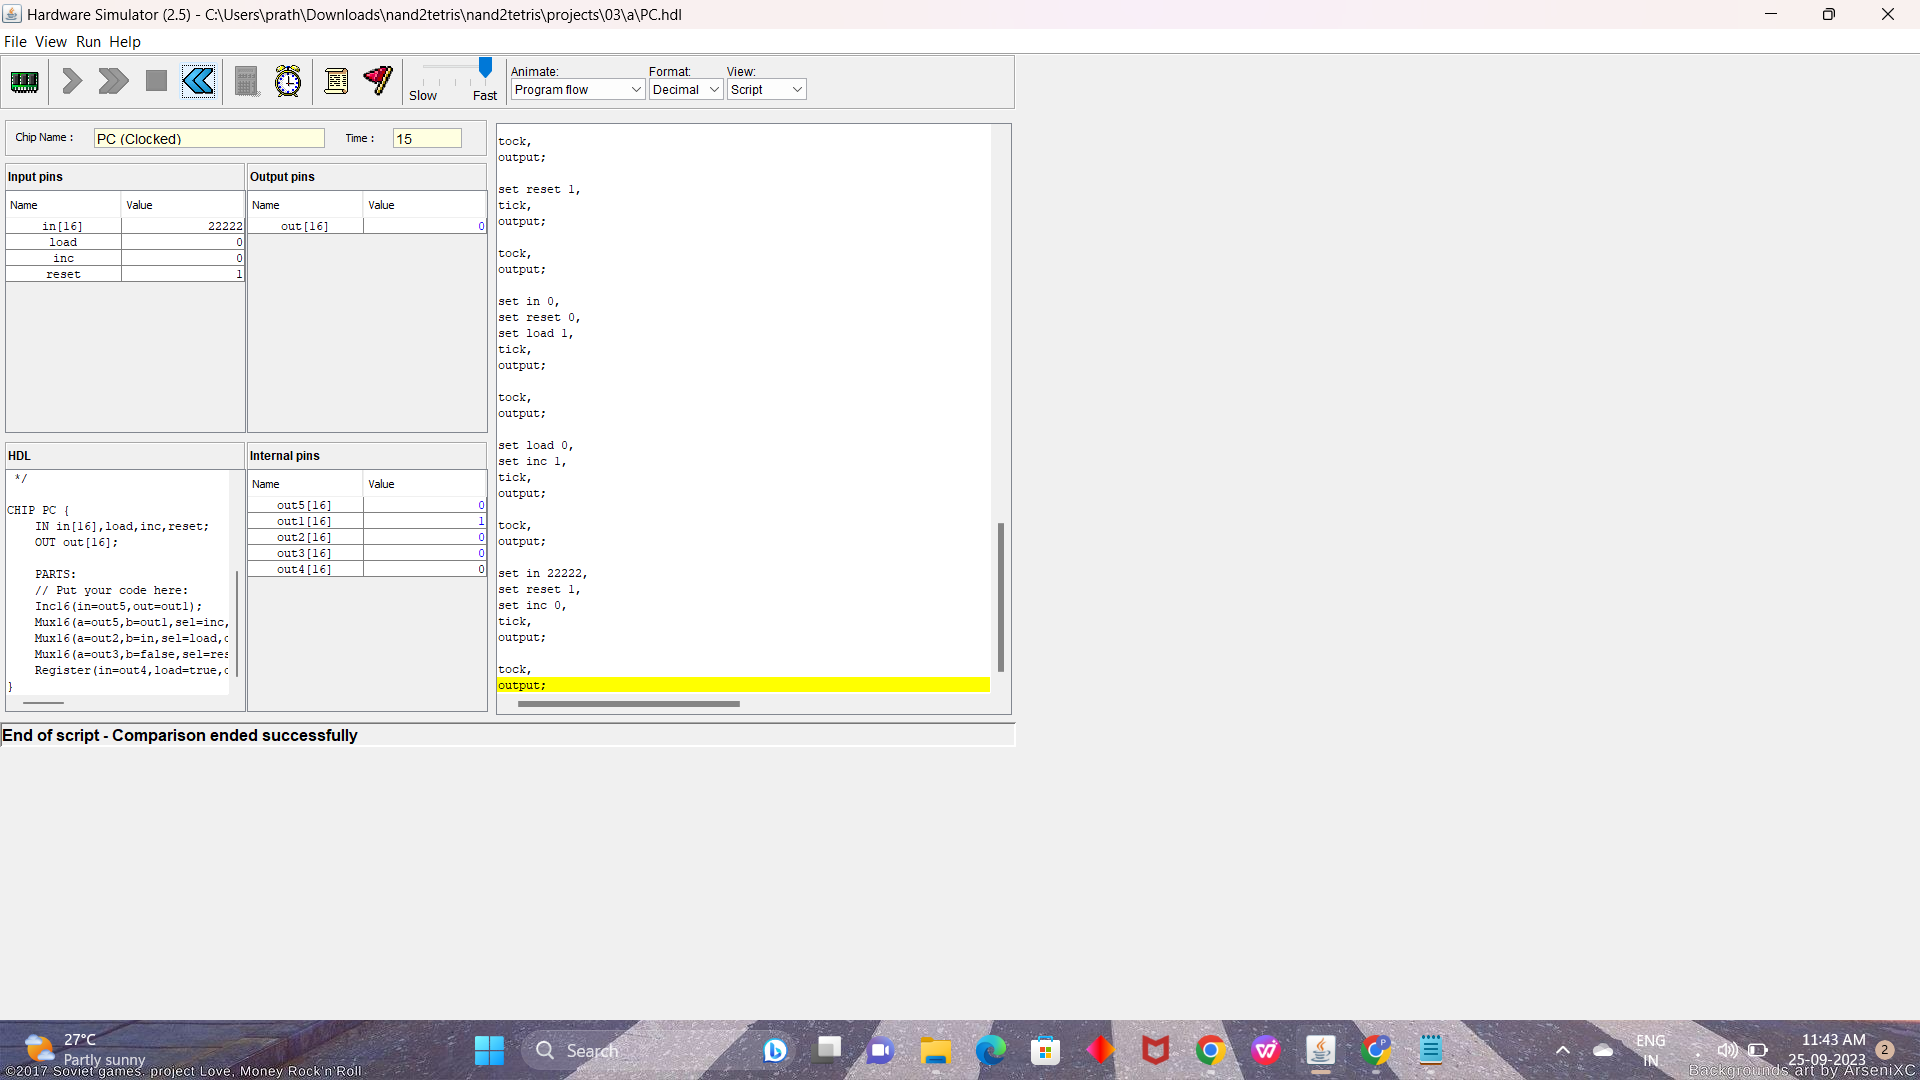 Hardware Simulator (2.5) - C:\Users\prath\Downloads\nand2tetris\nand2tetris\projects\03\a\PC.hdl
File View Run Help
Animate: Format: View:
Slow Fast Program flow Decimal Script
Chip Name : PC (Clocked) Time : 15
Input pins
Name Value
in[16] 22222
load 0
inc 0
reset 1
Output pins
Name Value
out[16] 0
HDL
*/
CHIP PC {
IN in[16],load,inc,reset;
OUT out[16];
PARTS:
// Put your code here:
Inc16(in=out5,out=out1);
Mux16(a=out5,b=out1,sel=inc,
Mux16(a=out2,b=in,sel=load,
Mux16(a=out3,b=false,sel=res
Register(in=out4,load=true,
}
Internal pins
Name Value
out5[16] 0
out1[16] 1
out2[16] 0
out3[16] 0
out4[16] 0
tock,
output;
set reset 1,
tick,
output;
tock,
output;
set in 0,
set reset 0,
set load 1,
tick,
output;
tock,
output;
set load 0,
set inc 1,
tick,
output;
tock,
output;
set in 22222,
set reset 1,
set inc 0,
tick,
output;
tock,
output;
End of script - Comparison ended successfully
27°C
Partly sunny
Search
ENG
IN
11:43 AM
25-09-2023
2
©2017 Soviet games, project Love, Money Rock'n'Roll
Backgrounds art by ArseniXC